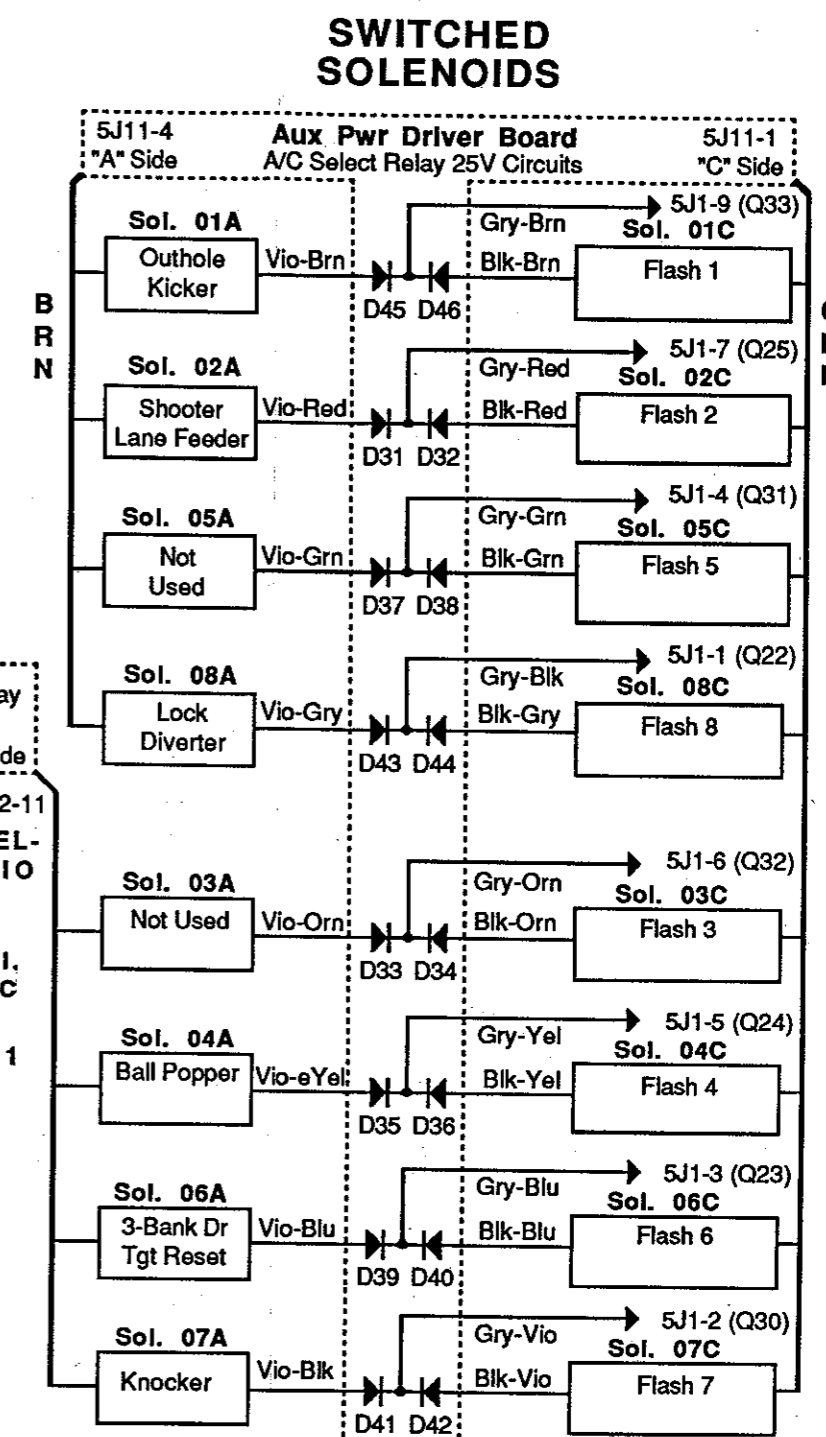 SWITCHED
SOLENOIDS
5J11-4
"A" Side
Aux Pwr Driver Board
A/C Select Relay 25V Circuits
5J11-1
"C" Side
B
R
N
Sol. 01A
Outhole
Kicker
Vio-Brn
D45 D46
Gry-Brn
5J1-9 (Q33)
Sol. 01C
Blk-Brn
Flash 1
Sol. 02A
Shooter
Lane Feeder
Vio-Red
D31 D32
Gry-Red
5J1-7 (Q25)
Sol. 02C
Blk-Red
Flash 2
Sol. 05A
Not
Used
Vio-Grn
D37 D38
Gry-Grn
5J1-4 (Q31)
Sol. 05C
Blk-Grn
Flash 5
Sol. 08A
Lock
Diverter
Vio-Gry
D43 D44
Gry-Blk
5J1-1 (Q22)
Sol. 08C
Blk-Gry
Flash 8
ay
de
2-11
EL-
IO
Sol. 03A
Not Used
Vio-Orn
D33 D34
Gry-Orn
5J1-6 (Q32)
Sol. 03C
Blk-Orn
Flash 3
I.
C
1
Sol. 04A
Ball Popper
Vio-eYel
D35 D36
Gry-Yel
5J1-5 (Q24)
Sol. 04C
Blk-Yel
Flash 4
Sol. 06A
3-Bank Dr
Tgt Reset
Vio-Blu
D39 D40
Gry-Blu
5J1-3 (Q23)
Sol. 06C
Blk-Blu
Flash 6
Sol. 07A
Knocker
Vio-Blk
D41 D42
Gry-Vio
5J1-2 (Q30)
Sol. 07C
Blk-Vio
Flash 7